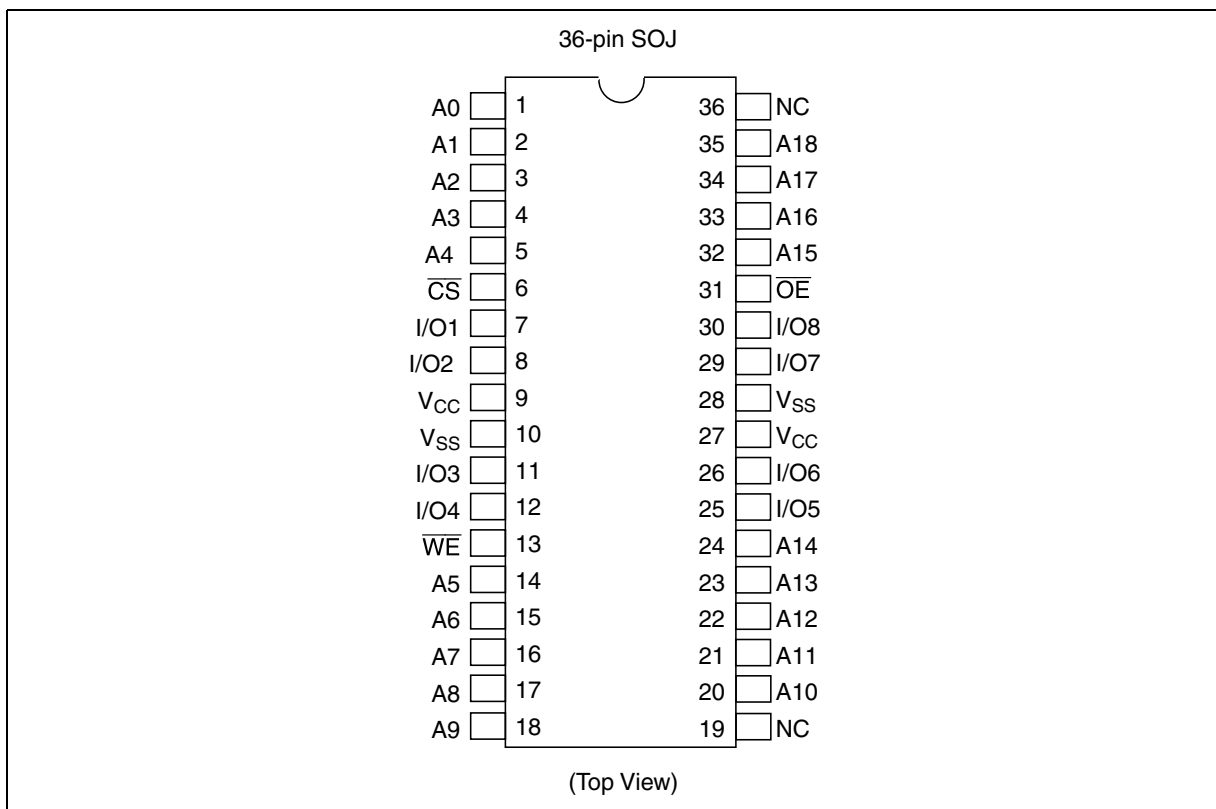 36-pin SOJ
A0 1 36 NC
A1 2 35 A18
A2 3 34 A17
A3 4 33 A16
A4 5 32 A15
C̅S̅ 6 31 O̅E̅
I/O1 7 30 I/O8
I/O2 8 29 I/O7
VCC 9 28 VSS
VSS 10 27 VCC
I/O3 11 26 I/O6
I/O4 12 25 I/O5
W̅E̅ 13 24 A14
A5 14 23 A13
A6 15 22 A12
A7 16 21 A11
A8 17 20 A10
A9 18 19 NC
(Top View)